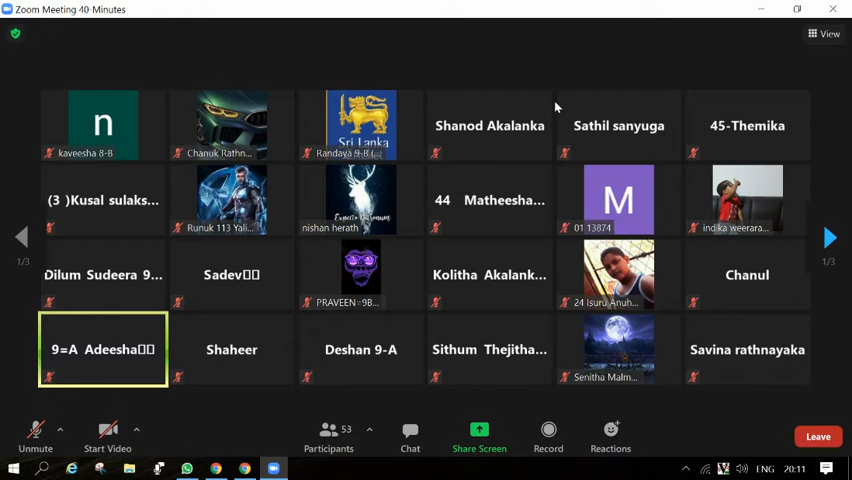 Zoom Meeting 40-Minutes
View
n
kaveesha 8-B
Chanuk Rathn...
Sri Lanka
Randaya 9-B (...
Shanod Akalanka
Sathil sanyuga
45-Themika
(3 )Kusal sulaks...
Runuk 113 Yali...
Expecto Patronum
nishan herath
44 Matheesha...
M
01 13874
indika weerara...
Dilum Sudeera 9...
Sadev▯▯
PRAVEEN=9B...
Kolitha Akalank...
24 Isuru Anuh...
Chanul
9=A Adeesha▯▯
Shaheer
Deshan 9-A
Sithum Thejitha...
Senitha Malm...
Savina rathnayaka
1/3
1/3
Unmute
Start Video
53
Participants
Chat
Share Screen
Record
Reactions
Leave
ENG
20:11